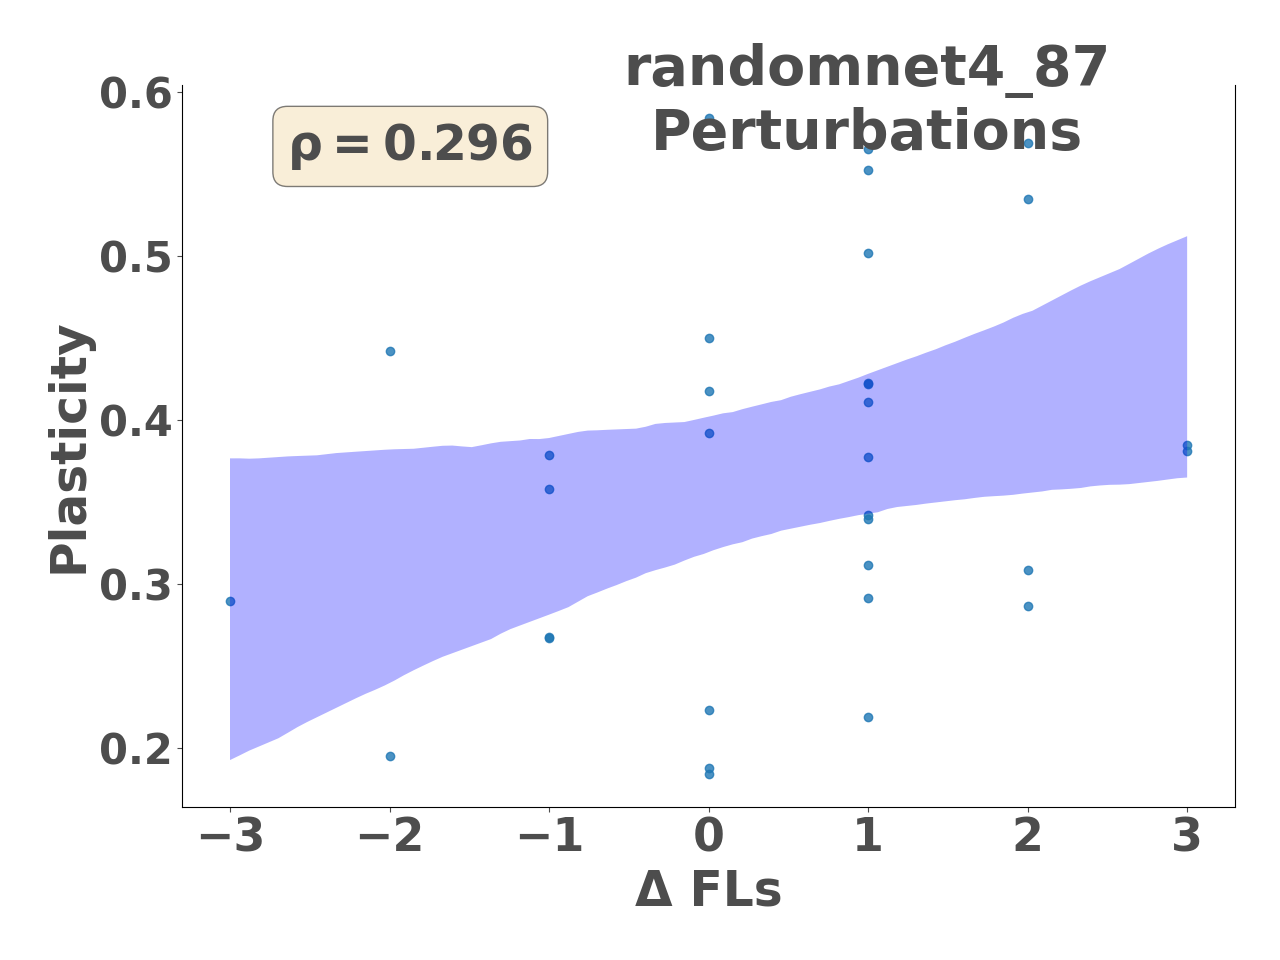 randomnet4_87
Perturbations
ρ = 0.296
0.6
0.5
0.4
0.3
0.2
Plasticity
−3 −2 −1 0 1 2 3
Δ FLs